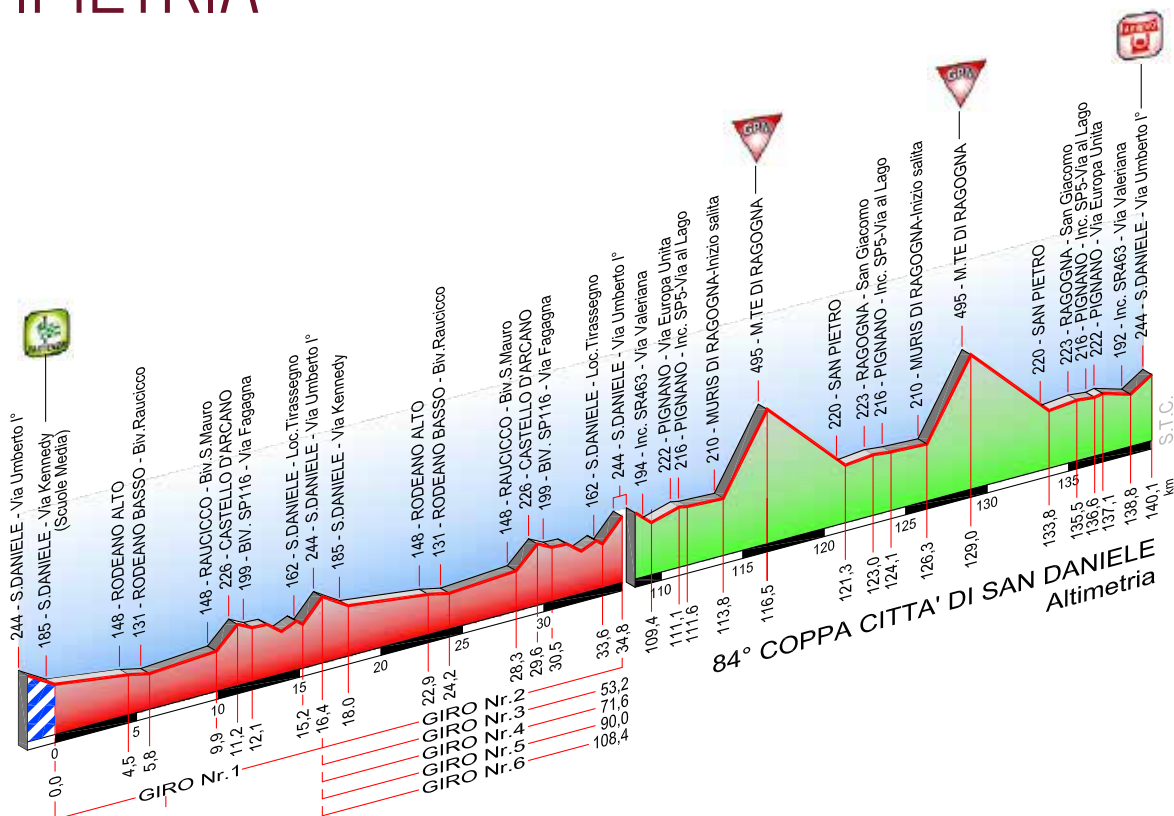 IMETRIA
244 - S.DANIELE - Via Umberto I°
185 - S.DANIELE - Via Kennedy
(Scuole Media)
148 - RODEANO ALTO
131 - RODEANO BASSO - Biv.Raucicco
148 - RAUCICCO - Biv.S.Mauro
226 - CASTELLO D'ARCANO
199 - BIV. SP116 - Via Fagagna
162 - S.DANIELE - Loc.Tirassegno
244 - S.DANIELE - Via Umberto I°
185 - S.DANIELE - VIa Kennedy
148 - RODEANO ALTO
131 - RODEANO BASSO - Biv.Raucicco
148 - RAUCICCO - Biv.S.Mauro
226 - CASTELLO D'ARCANO
199 - BIV. SP116 - Via Fagagna
162 - S.DANIELE - Loc.Tirassegno
244 - S.DANIELE - Via Umberto I°
194 - Inc. SR463 - Via Valeriana
222 - PIGNANO - Via Europa Unita
216 - PIGNANO - Inc. SP5-Via al Lago
210 - MURIS DI RAGOGNA-Inizio salita
GPM
495 - M.TE DI RAGOGNA
220 - SAN PIETRO
223 - RAGOGNA - San Giacomo
216 - PIGNANO - Inc. SP5-Via al Lago
210 - MURIS DI RAGOGNA-Inizio salita
GPM
495 - M.TE DI RAGOGNA
220 - SAN PIETRO
223 - RAGOGNA - San Giacomo
216 - PIGNANO - Inc. SP5-Via al Lago
222 - PIGNANO - Via Europa Unita
192 - Inc. SR463 - Via Valeriana
244 - S.DANIELE - Via Umberto I°
S.T.C.
0
5
10
15
20
25
30
110
115
120
125
130
135
km
0,0
4,5
5,8
9,9
11,2
12,1
15,2
16,4
18.0
22,9
24,2
28,3
29,6
30,5
33,6
34,8
109,4
111,1
111.6
113,8
116,5
121,3
123,0
124,1
126,3
129,0
133,8
135,5
136,6
137,1
138,8
140,1
GIRO Nr.1
GIRO Nr.2
GIRO Nr.3 53,2
GIRO Nr.4 71,6
GIRO Nr.5 90,0
GIRO Nr.6 108,4
84° COPPA CITTA' DI SAN DANIELE
Altimetria